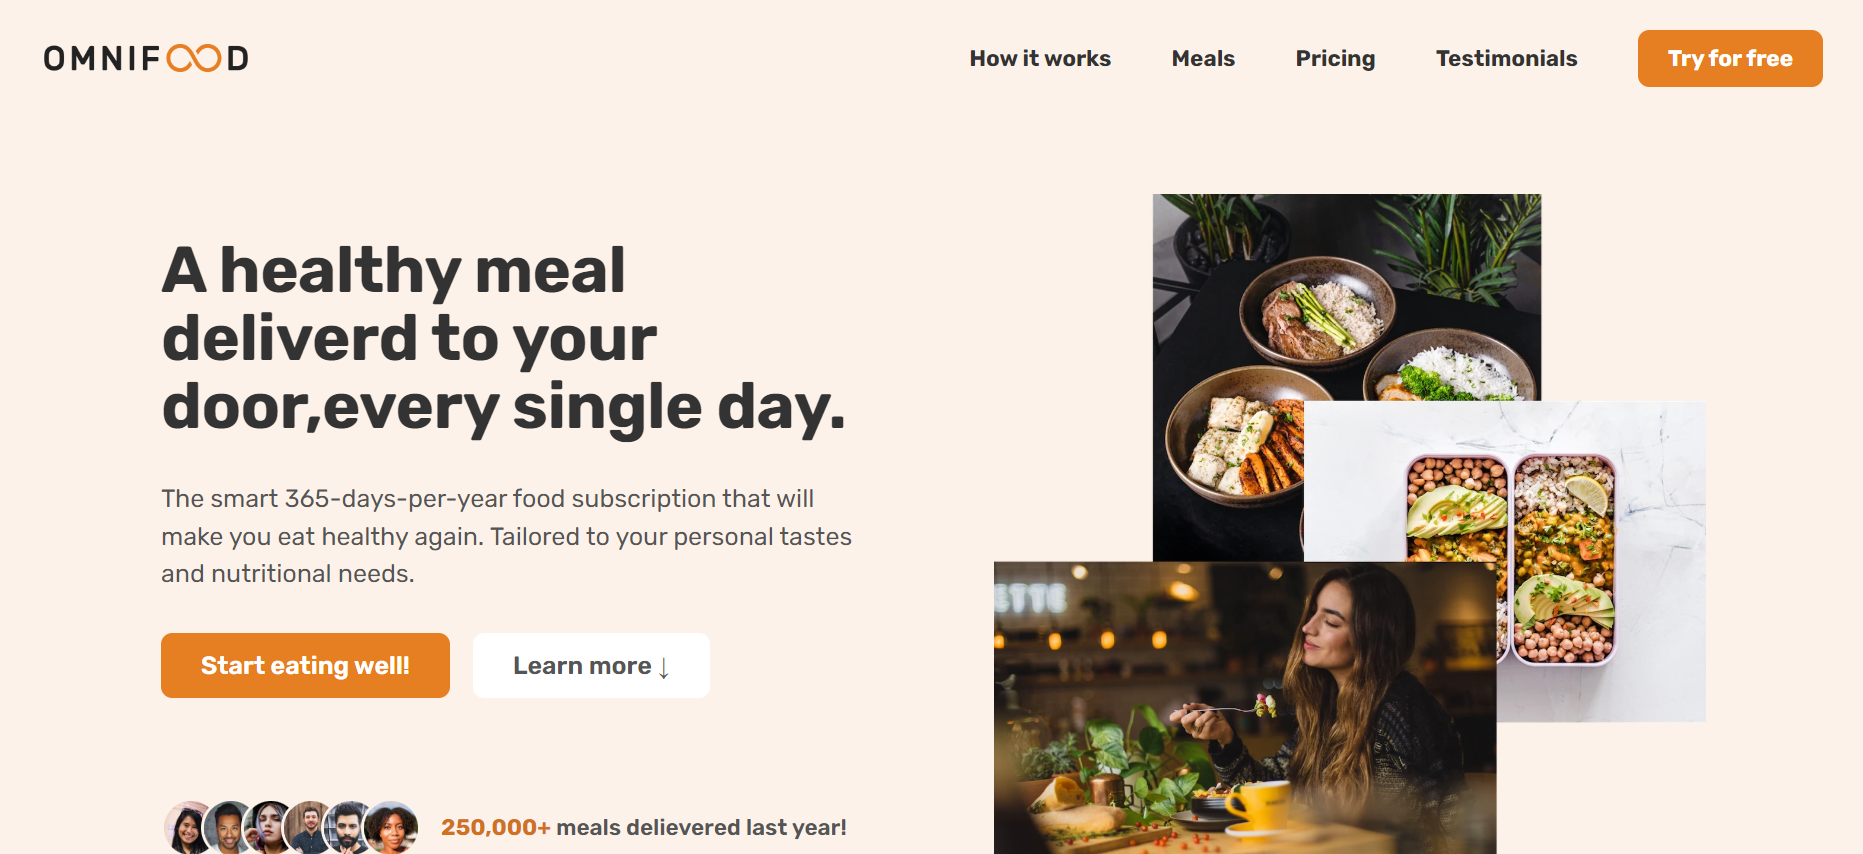 OMNIFOOD
How it works
Meals
Pricing
Testimonials
Try for free
A healthy meal
deliverd to your
door,every single day.
The smart 365-days-per-year food subscription that will
make you eat healthy again. Tailored to your personal tastes
and nutritional needs.
Start eating well!
Learn more ↓
250,000+ meals delievered last year!
ETTE